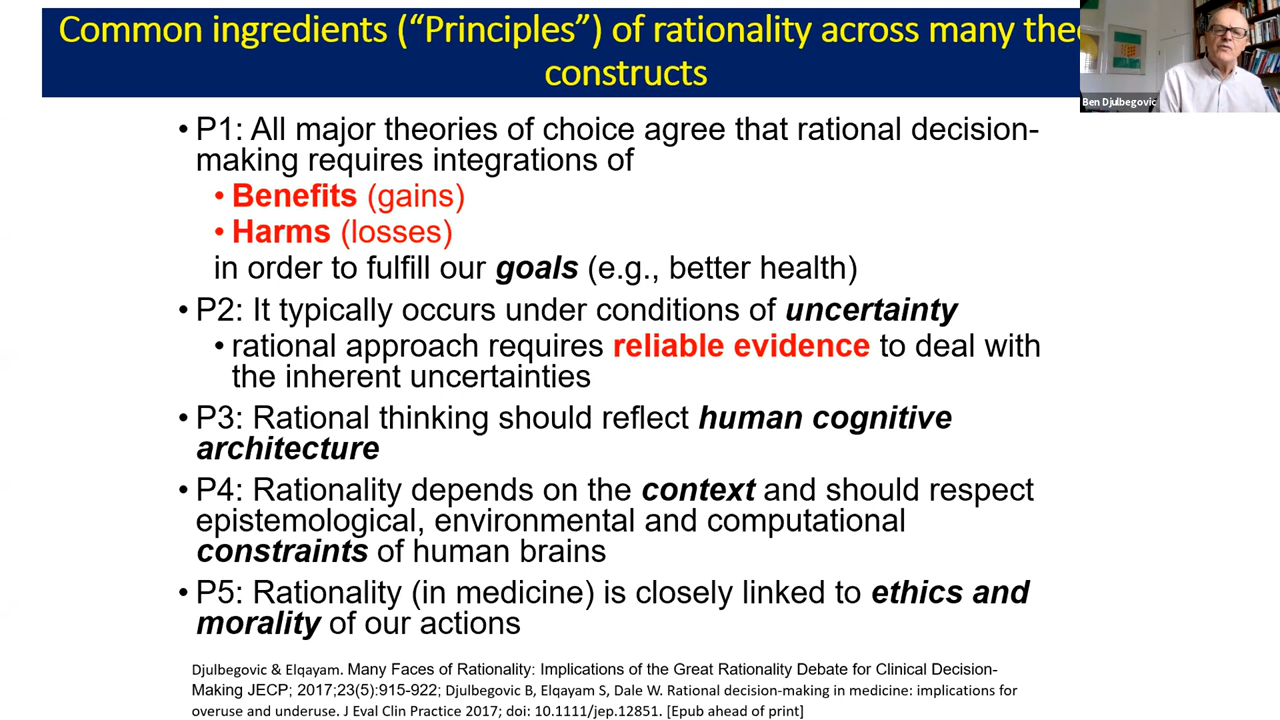 Common ingredients (“Principles”) of rationality across many
constructs
Ben Djulbegovic
• P1: All major theories of choice agree that rational decision-
making requires integrations of
• Benefits (gains)
• Harms (losses)
in order to fulfill our goals (e.g., better health)
• P2: It typically occurs under conditions of uncertainty
• rational approach requires reliable evidence to deal with
the inherent uncertainties
• P3: Rational thinking should reflect human cognitive
architecture
• P4: Rationality depends on the context and should respect
epistemological, environmental and computational
constraints of human brains
• P5: Rationality (in medicine) is closely linked to ethics and
morality of our actions
Djulbegovic & Elqayam. Many Faces of Rationality: Implications of the Great Rationality Debate for Clinical Decision-
Making JECP; 2017;23(5):915-922; Djulbegovic B, Elqayam S, Dale W. Rational decision-making in medicine: implications for
overuse and underuse. J Eval Clin Practice 2017; doi: 10.1111/jep.12851. [Epub ahead of print]